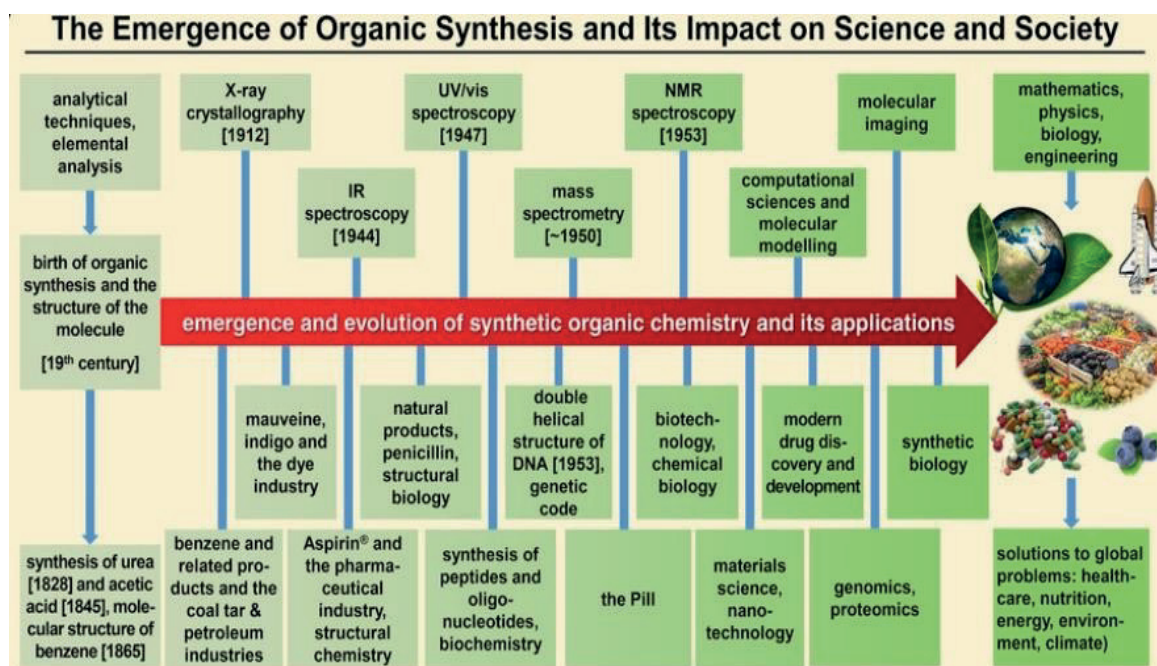 The Emergence of Organic Synthesis and Its Impact on Science and Society
analytical
techniques,
elemental
analysis
X-ray
crystallography
[1912]
UV/vis
spectroscopy
[1947]
NMR
spectroscopy
[1953]
molecular
imaging
mathematics,
physics,
biology,
engineering
IR
spectroscopy
[1944]
mass
spectrometry
[~1950]
computational
sciences and
molecular
modelling
birth of organic
synthesis and the
structure of the
molecule
[19th century]
emergence and evolution of synthetic organic chemistry and its applications
mauveine,
indigo and
the dye
industry
natural
products,
penicillin,
structural
biology
double
helical
structure of
DNA [1953],
genetic
code
biotech-
nology,
chemical
biology
modern
drug dis-
covery and
development
synthetic
biology
synthesis of urea
[1828] and acetic
acid [1845], mole-
cular structure of
benzene [1865]
benzene and
related pro-
ducts and the
coal tar &
petroleum
industries
Aspirin® and
the pharma-
ceutical
industry,
structural
chemistry
synthesis of
peptides and
oligo-
nucleotides,
biochemistry
the Pill
materials
science,
nano-
technology
genomics,
proteomics
solutions to global
problems: health-
care, nutrition,
energy, environ-
ment, climate)